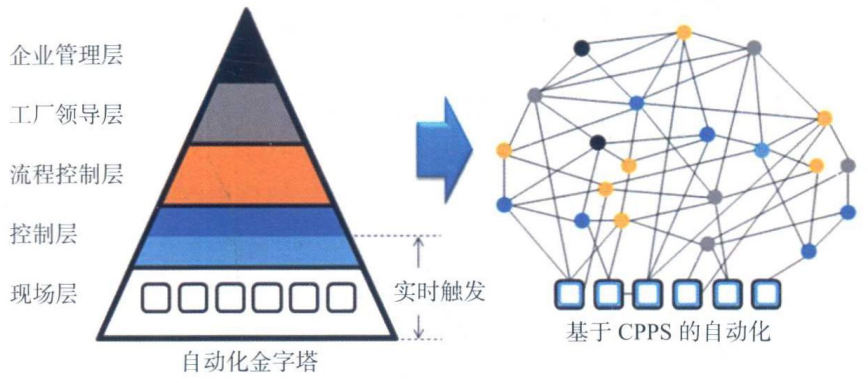 企业管理层
工厂领导层
流程控制层
控制层
现场层
实时触发
自动化金字塔
基于 CPPS 的自动化